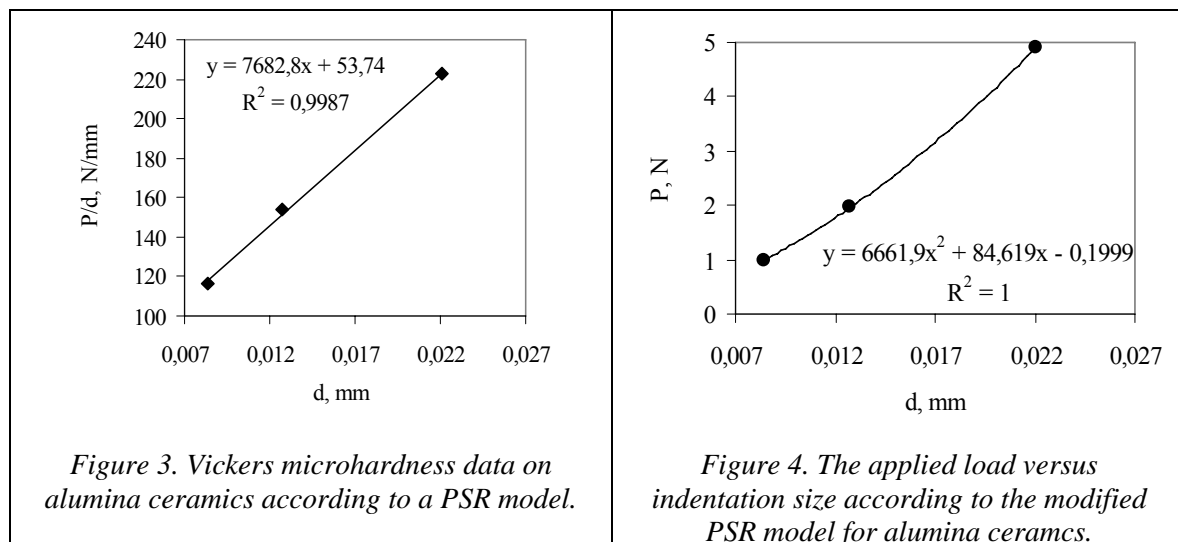 240
220
200
180
160
140
120
100
y = 7682,8x + 53,74
R² = 0,9987
P/d, N/mm
0,007 0,012 0,017 0,022 0,027
d, mm
Figure 3. Vickers microhardness data on
alumina ceramics according to a PSR model.
5
4
3
2
1
0
P, N
y = 6661,9x² + 84,619x - 0,1999
R² = 1
0,007 0,012 0,017 0,022 0,027
d, mm
Figure 4. The applied load versus
indentation size according to the modified
PSR model for alumina ceramcs.